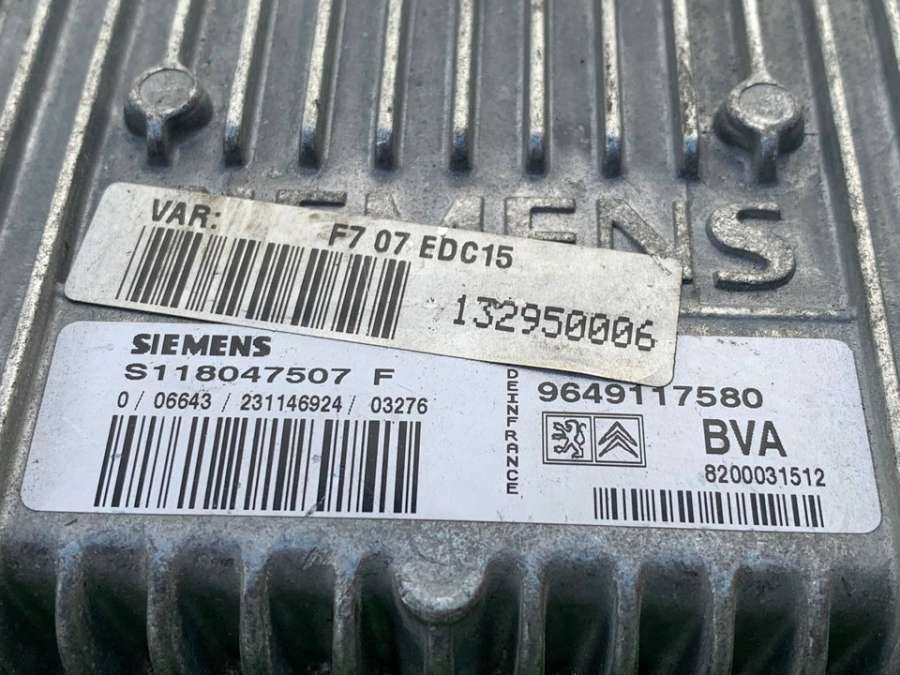 SIEMENS
VAR:
F7 07 EDC15
132950006
SIEMENS
S118047507 F
0/ 06643/ 231146924/ 03276
DEINFRANCE
9649117580
BVA
8200031512